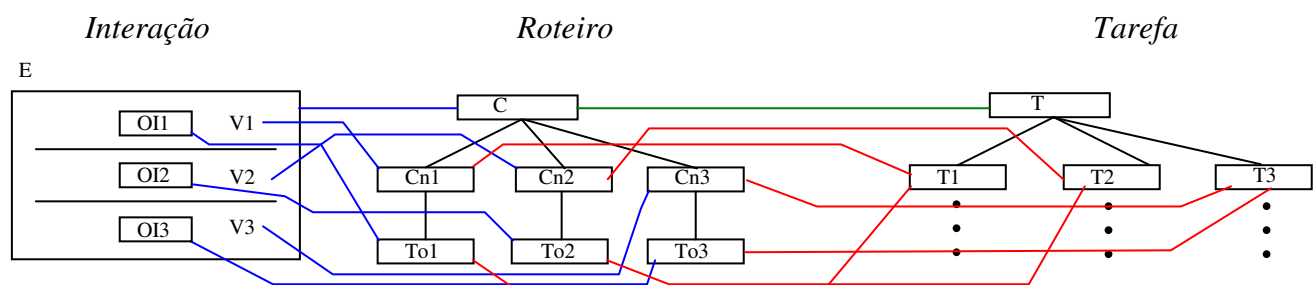 Interação Roteiro Tarefa
E
C T
OI1 V1
OI2 V2 Cn1 Cn2 Cn3 T1 T2 T3
OI3 V3
To1 To2 To3